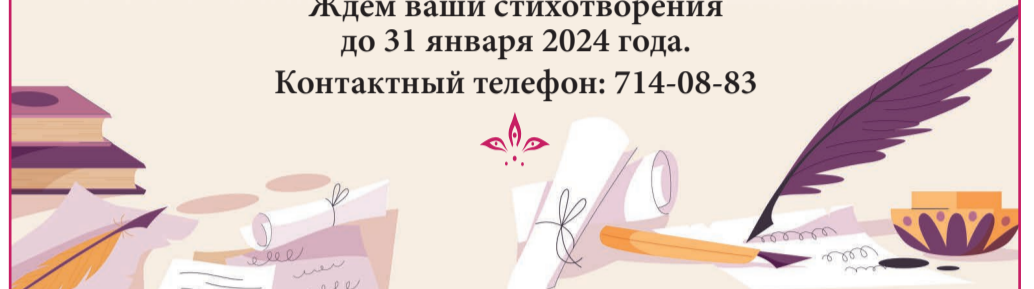 Ждем ваши стихотворения
до 31 января 2024 года.
Контактный телефон: 714-08-83